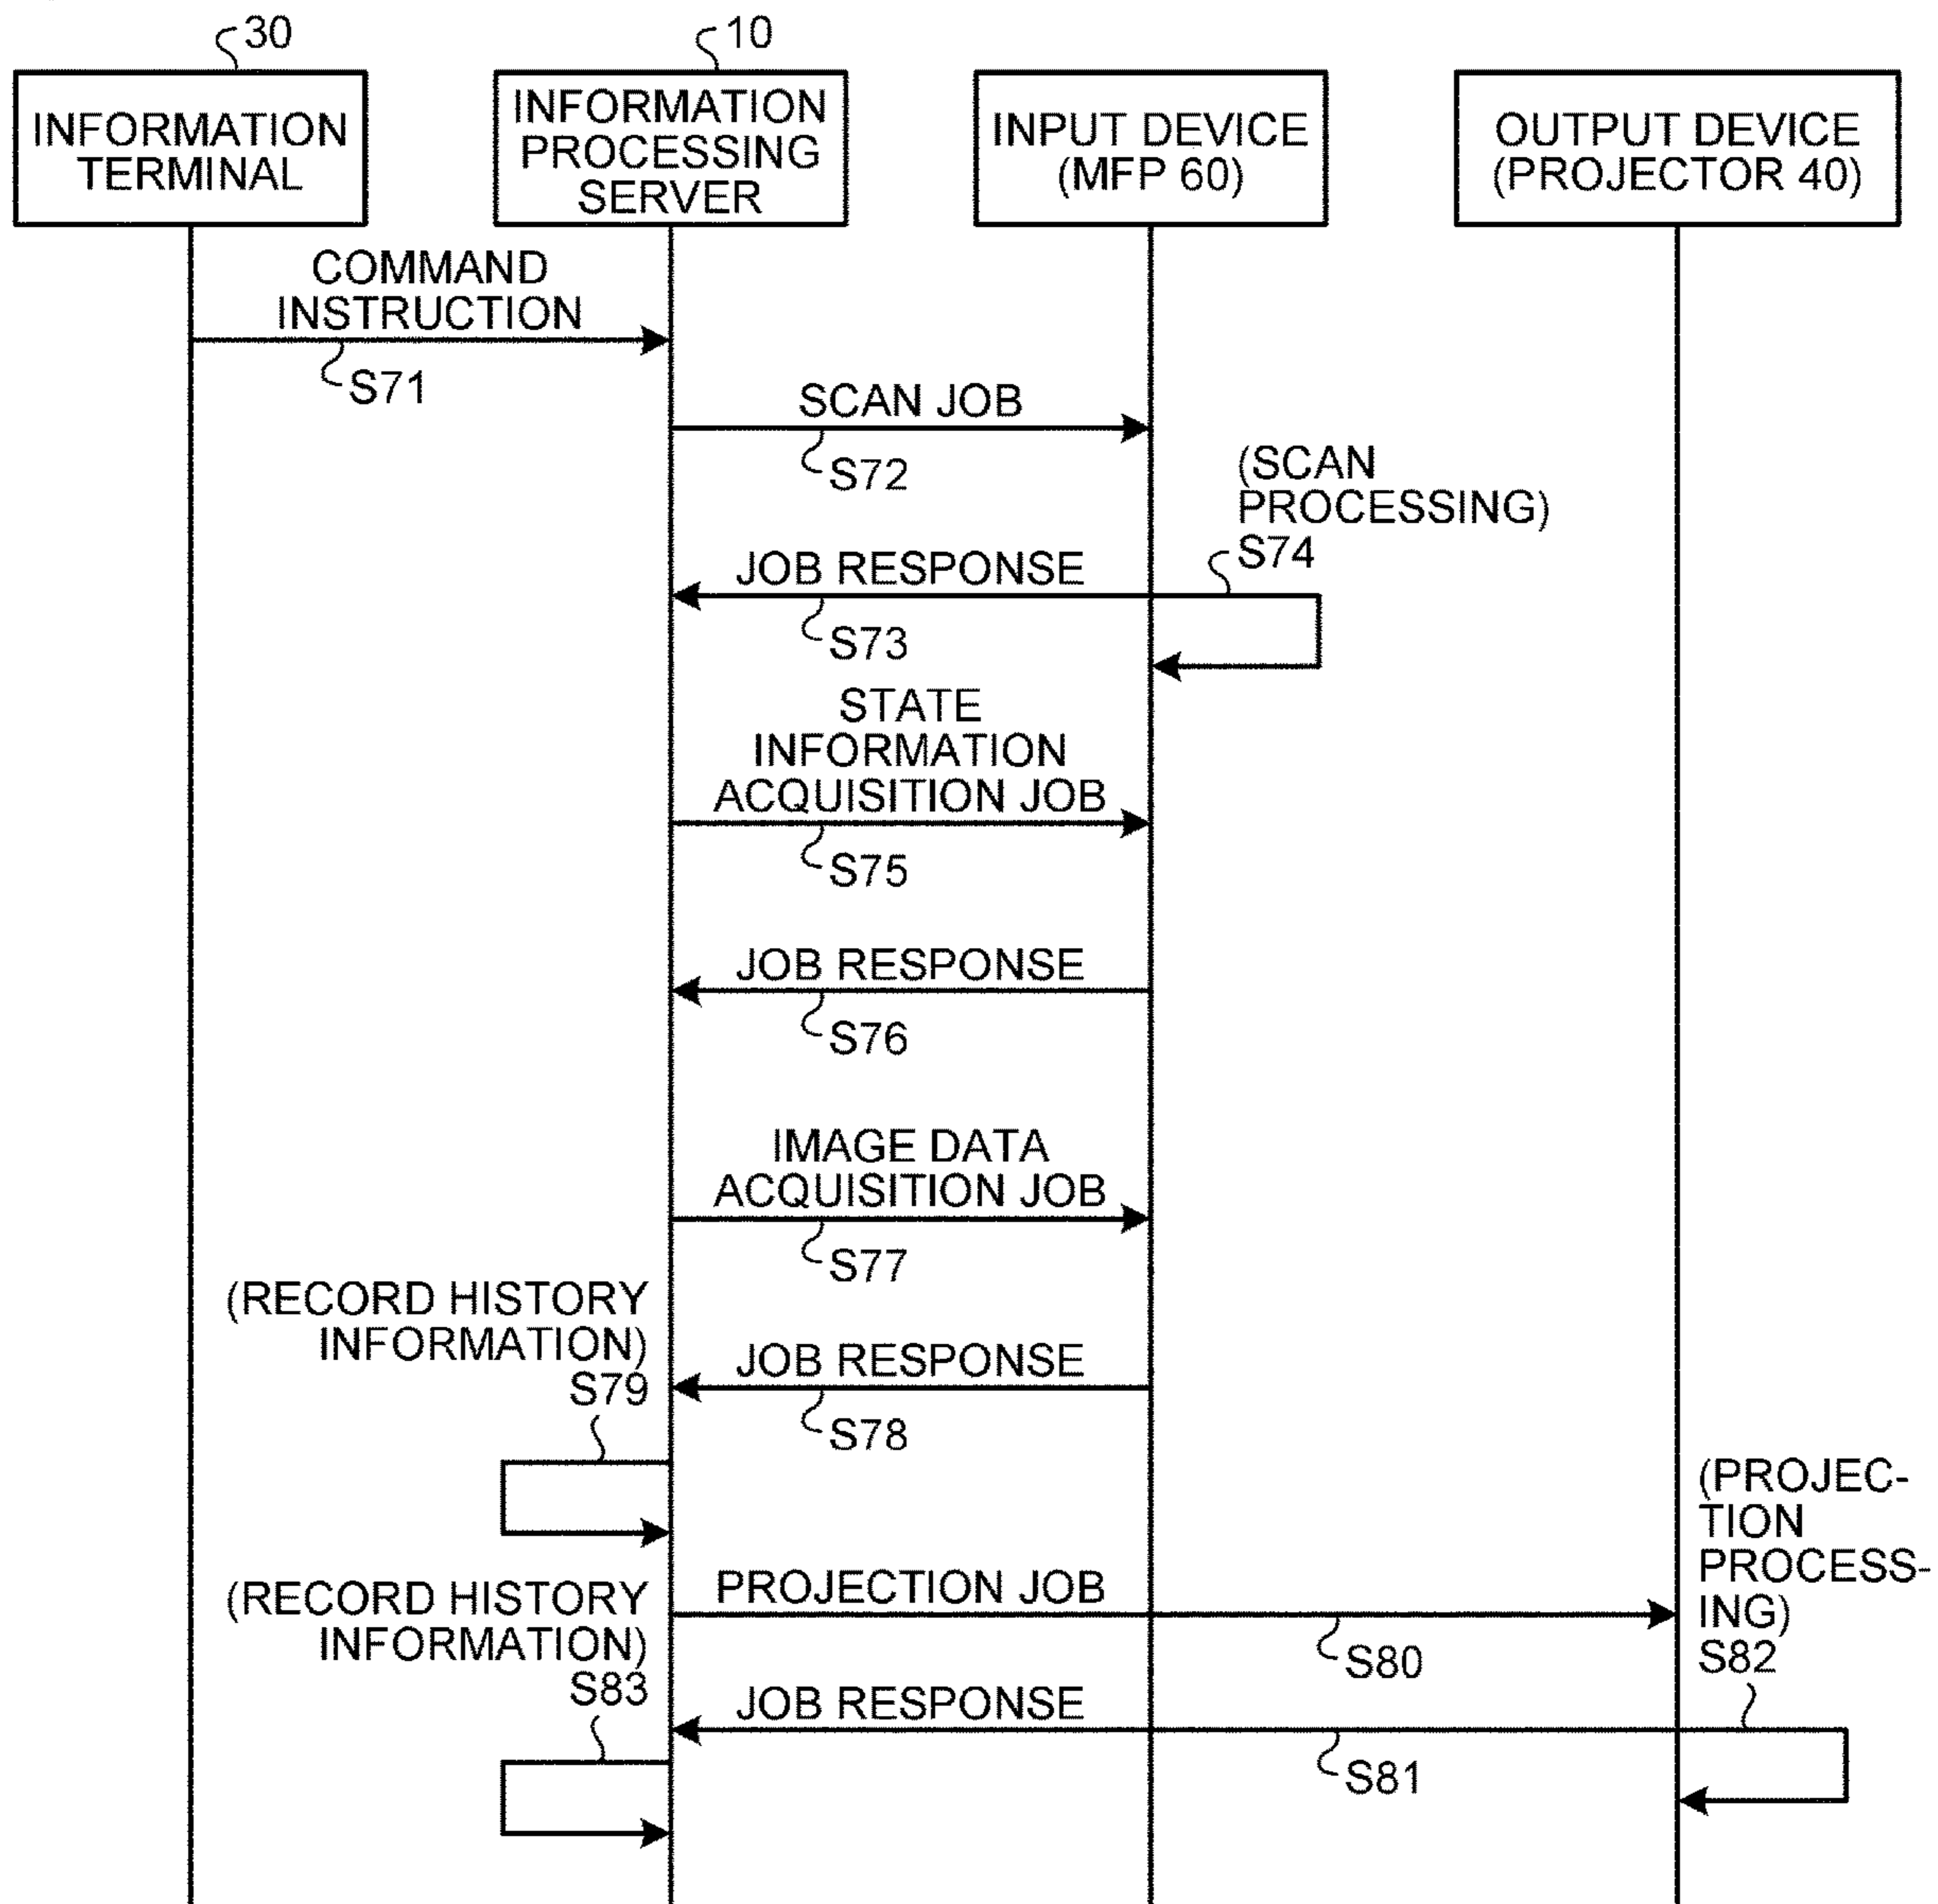 30
10
INFORMATION
TERMINAL
INFORMATION
PROCESSING
SERVER
INPUT DEVICE
(MFP 60)
OUTPUT DEVICE
(PROJECTOR 40)
COMMAND
INSTRUCTION
S71
SCAN JOB
S72
(SCAN
PROCESSING)
S74
JOB RESPONSE
S73
STATE
INFORMATION
ACQUISITION JOB
S75
JOB RESPONSE
S76
IMAGE DATA
ACQUISITION JOB
S77
(RECORD HISTORY
INFORMATION)
S79
JOB RESPONSE
S78
(PROJEC-
TION
PROCESS-
ING)
S82
PROJECTION JOB
S80
(RECORD HISTORY
INFORMATION)
S83
JOB RESPONSE
S81